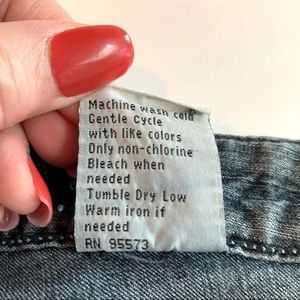 Machine wash cold
Gentle Cycle
with like colors
Only non-chlorine
Bleach when
needed
Tumble Dry Low
Warm iron if
needed
RN 95573